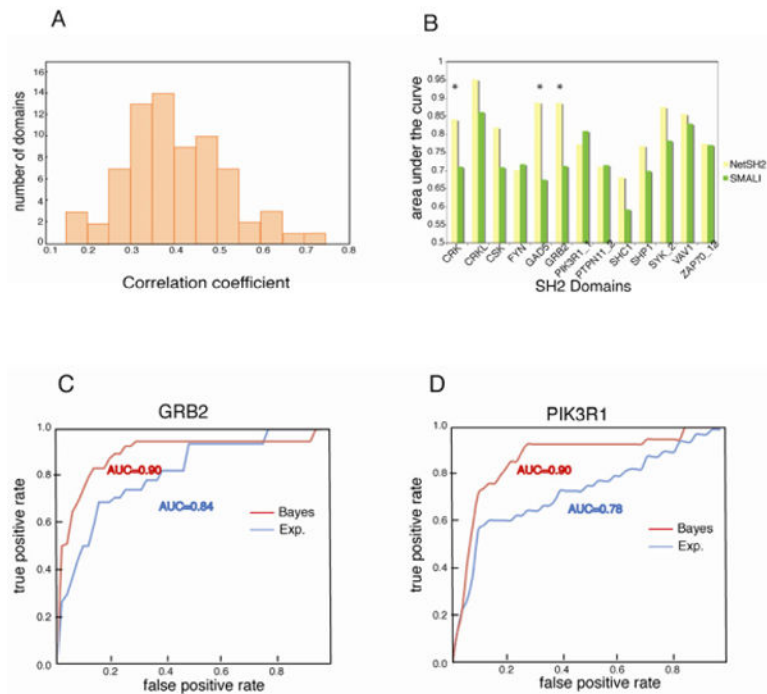 A
number of domains
16
14
12
10
8
6
4
2
0
0.1 0.2 0.3 0.4 0.5 0.6 0.7 0.8
Correlation coefficient
B
area under the curve
1
0.95
0.9
0.85
0.8
0.75
0.7
0.65
0.6
0.55
0.5
* * *
NetSH2
SMALI
CRK CRKL CSK FYN GADS GRB2 PIK3R1_1 PTPN11_2 SHC1 SHP1 SYK_2 VAV1 ZAP70_12
SH2 Domains
C
GRB2
true positive rate
1.0
0.8
0.6
0.4
0.2
0.0
AUC=0.90
AUC=0.84
Bayes
Exp.
0.2 0.4 0.6 0.8
false positive rate
D
PIK3R1
true positive rate
1.0
0.8
0.6
0.4
0.2
0.0
AUC=0.90
AUC=0.78
Bayes
Exp.
0.2 0.4 0.6 0.8
false positive rate